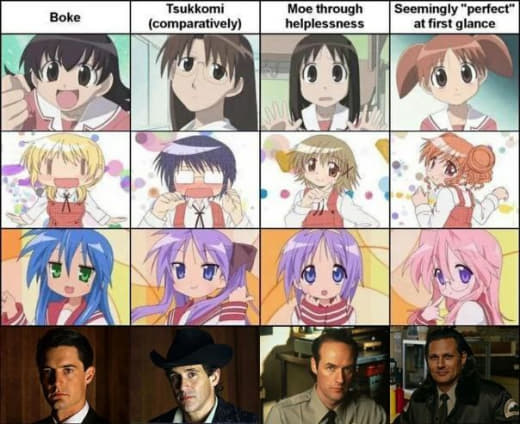 Boke
Tsukkomi
(comparatively)
Moe through
helplessness
Seemingly "perfect"
at first glance